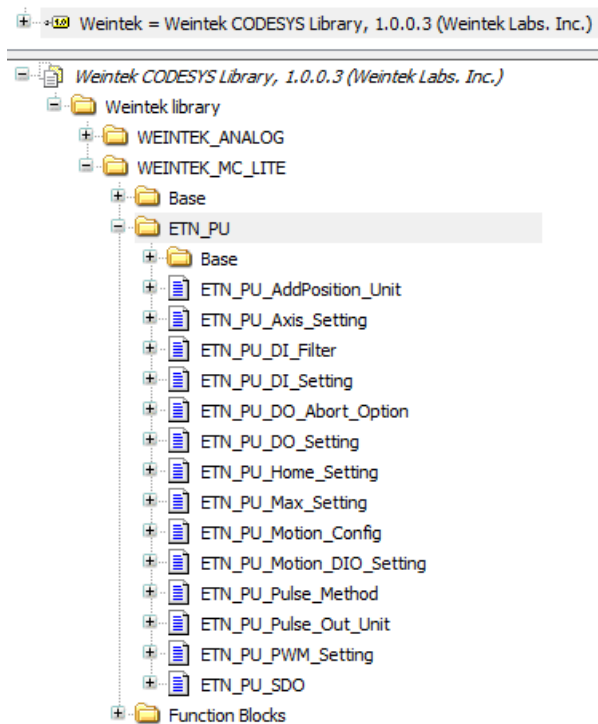 Weintek = Weintek CODESYS Library, 1.0.0.3 (Weintek Labs. Inc.)
Weintek CODESYS Library, 1.0.0.3 (Weintek Labs. Inc.)
Weintek library
WEINTEK_ANALOG
WEINTEK_MC_LITE
Base
ETN_PU
Base
ETN_PU_AddPosition_Unit
ETN_PU_Axis_Setting
ETN_PU_DI_Filter
ETN_PU_DI_Setting
ETN_PU_DO_Abort_Option
ETN_PU_DO_Setting
ETN_PU_Home_Setting
ETN_PU_Max_Setting
ETN_PU_Motion_Config
ETN_PU_Motion_DIO_Setting
ETN_PU_Pulse_Method
ETN_PU_Pulse_Out_Unit
ETN_PU_PWM_Setting
ETN_PU_SDO
Function Blocks